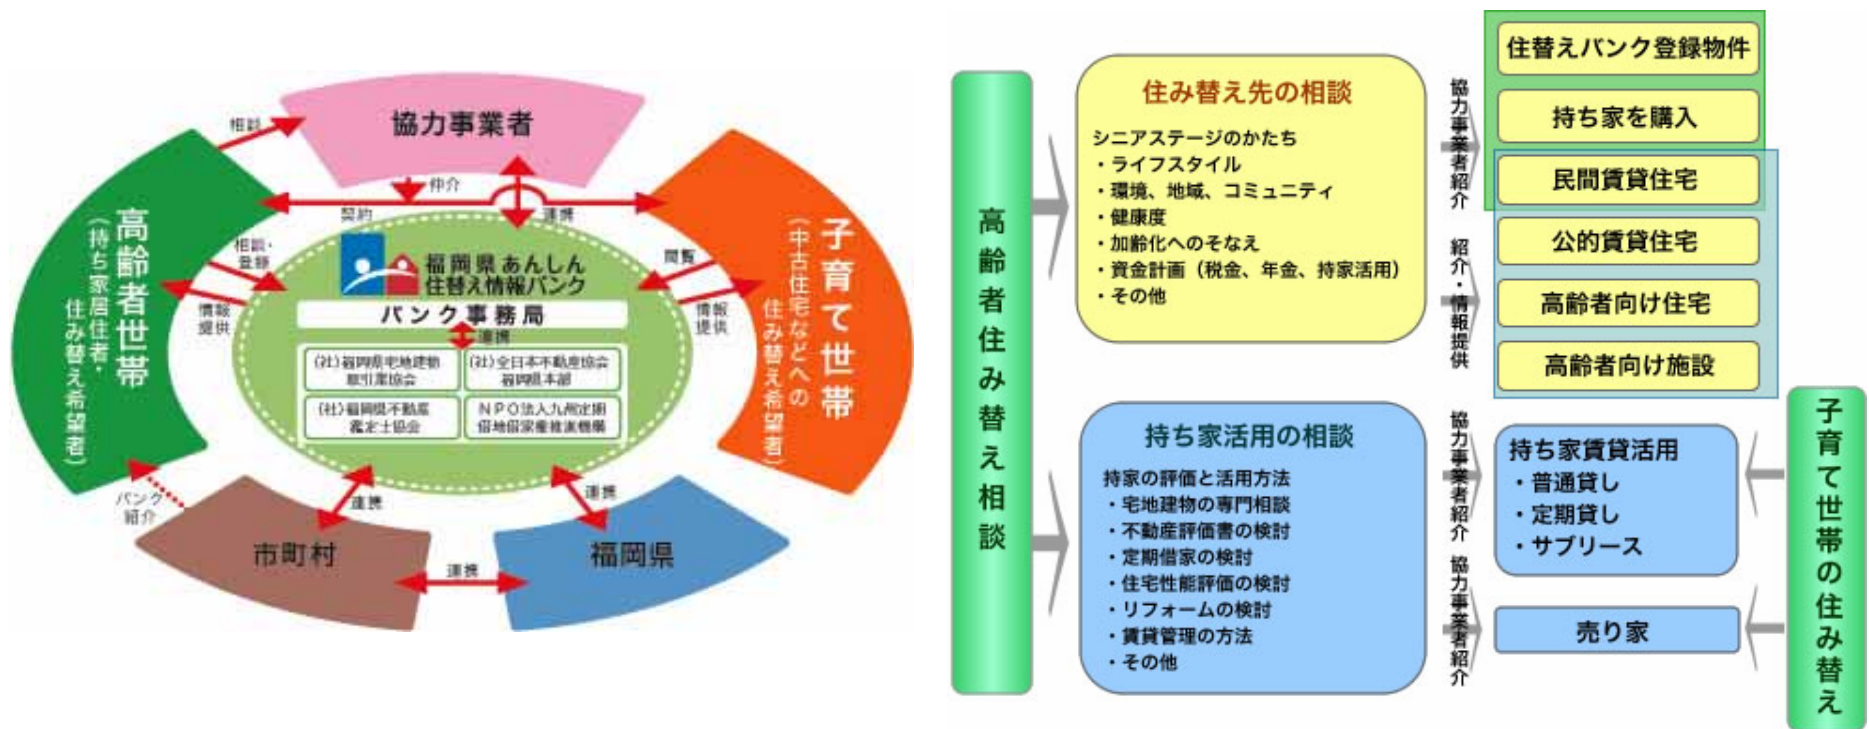 協力事業者
相談
仲介
契約
連携
高齢者世帯
(持ち家居住者・
住み替え希望者)
子育て世帯
(中古住宅などへの
住み替え希望者)
相談・
登録
情報
提供
閲覧
情報
提供
福岡県 あんしん
住替え情報バンク
バンク事務局
連携
(社)福岡県宅地建物
取引業協会
(社)全日本不動産協会
福岡県本部
(社)福岡県不動産
鑑定士協会
NPO法人九州定期
借地借家権推進機構
バンク
紹介
連携
連携
市町村
連携
福岡県
高齢者住み替え相談
住み替え先の相談
シニアステージのかたち
・ライフスタイル
・環境、地域、コミュニティ
・健康度
・加齢化へのそなえ
・資金計画（税金、年金、持家活用）
・その他
協力事業者紹介
紹介・情報提供
住替えバンク登録物件
持ち家を購入
民間賃貸住宅
公的賃貸住宅
高齢者向け住宅
高齢者向け施設
持ち家活用の相談
持家の評価と活用方法
・宅地建物の専門相談
・不動産評価書の検討
・定期借家の検討
・住宅性能評価の検討
・リフォームの検討
・賃貸管理の方法
・その他
協力事業者紹介
協力事業者紹介
持ち家賃貸活用
・普通貸し
・定期貸し
・サブリース
売り家
子育て世帯の住み替え